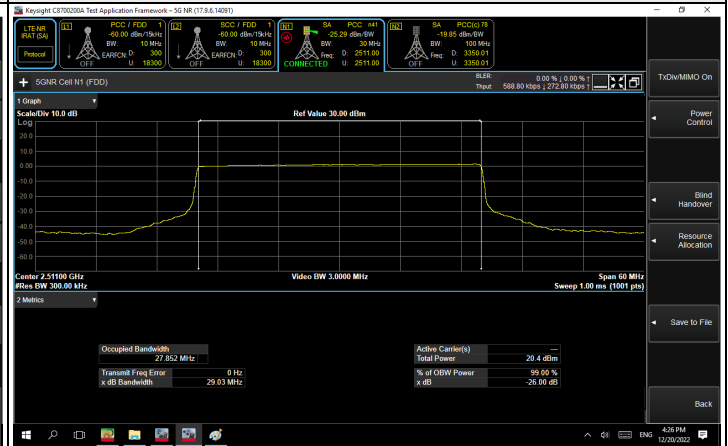 Keysight C8700200A Test Application Framework – 5G NR (17.9.6.14091)
LTE-NR
IRAT (SA)
Protocol
L1 PCC / FDD 1
-60.00 dBm/15kHz
BW: 10 MHz
EARFCN: D: 300
OFF U: 18300
L2 SCC / FDD 1
-60.00 dBm/15kHz
BW: 10 MHz
EARFCN: D: 300
OFF U: 18300
N1 SA PCC n41
-25.29 dBm/BW
BW: 30 MHz
Freq: D: 2511.00
CONNECTED U: 2511.00
N2 SA PCC(c) 78
-19.85 dBm/BW
BW: 100 MHz
Freq: D: 3350.01
OFF U: 3350.01
5GNR Cell N1 (FDD)
BLER: 0.00 % ↓ 0.00 % ↑
Thput: 588.80 kbps ↓ 272.80 kbps ↑
1 Graph
Scale/Div 10.0 dB
Ref Value 30.00 dBm
Log
20.0
10.0
0.00
-10.0
-20.0
-30.0
-40.0
-50.0
-60.0
Center 2.51100 GHz
Video BW 3.0000 MHz
Span 60 MHz
#Res BW 300.00 kHz
Sweep 1.00 ms (1001 pts)
2 Metrics
Occupied Bandwidth
27.852 MHz
Transmit Freq Error 0 Hz
x dB Bandwidth 29.03 MHz
Active Carrier(s) ---
Total Power 20.4 dBm
% of OBW Power 99.00 %
x dB -26.00 dB
TxDiv/MIMO On
Power
Control
Blind
Handover
Resource
Allocation
Save to File
Back
ENG
4:26 PM
12/20/2022